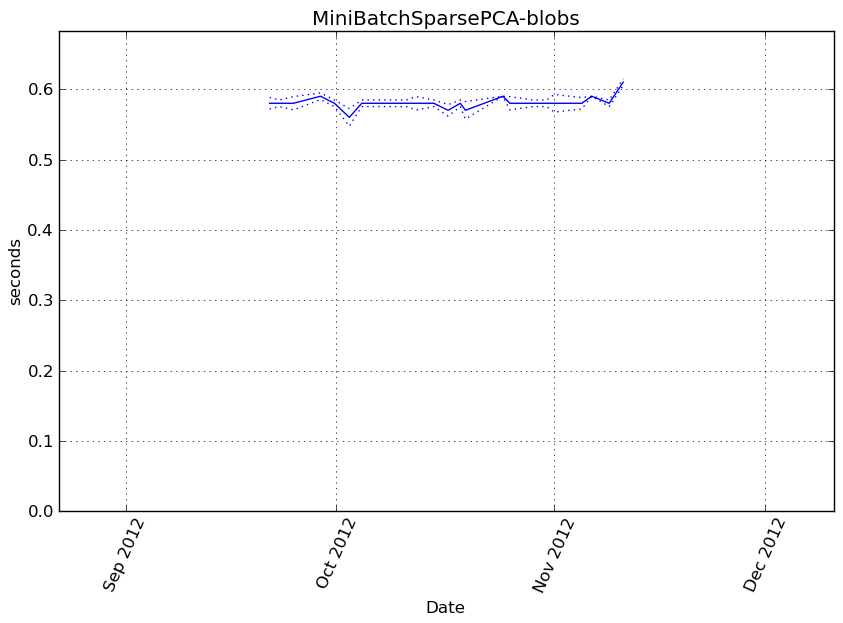 MiniBatchSparsePCA-blobs
0.6
0.5
0.4
0.3
0.2
0.1
0.0
seconds
Sep 2012
Oct 2012
Nov 2012
Dec 2012
Date